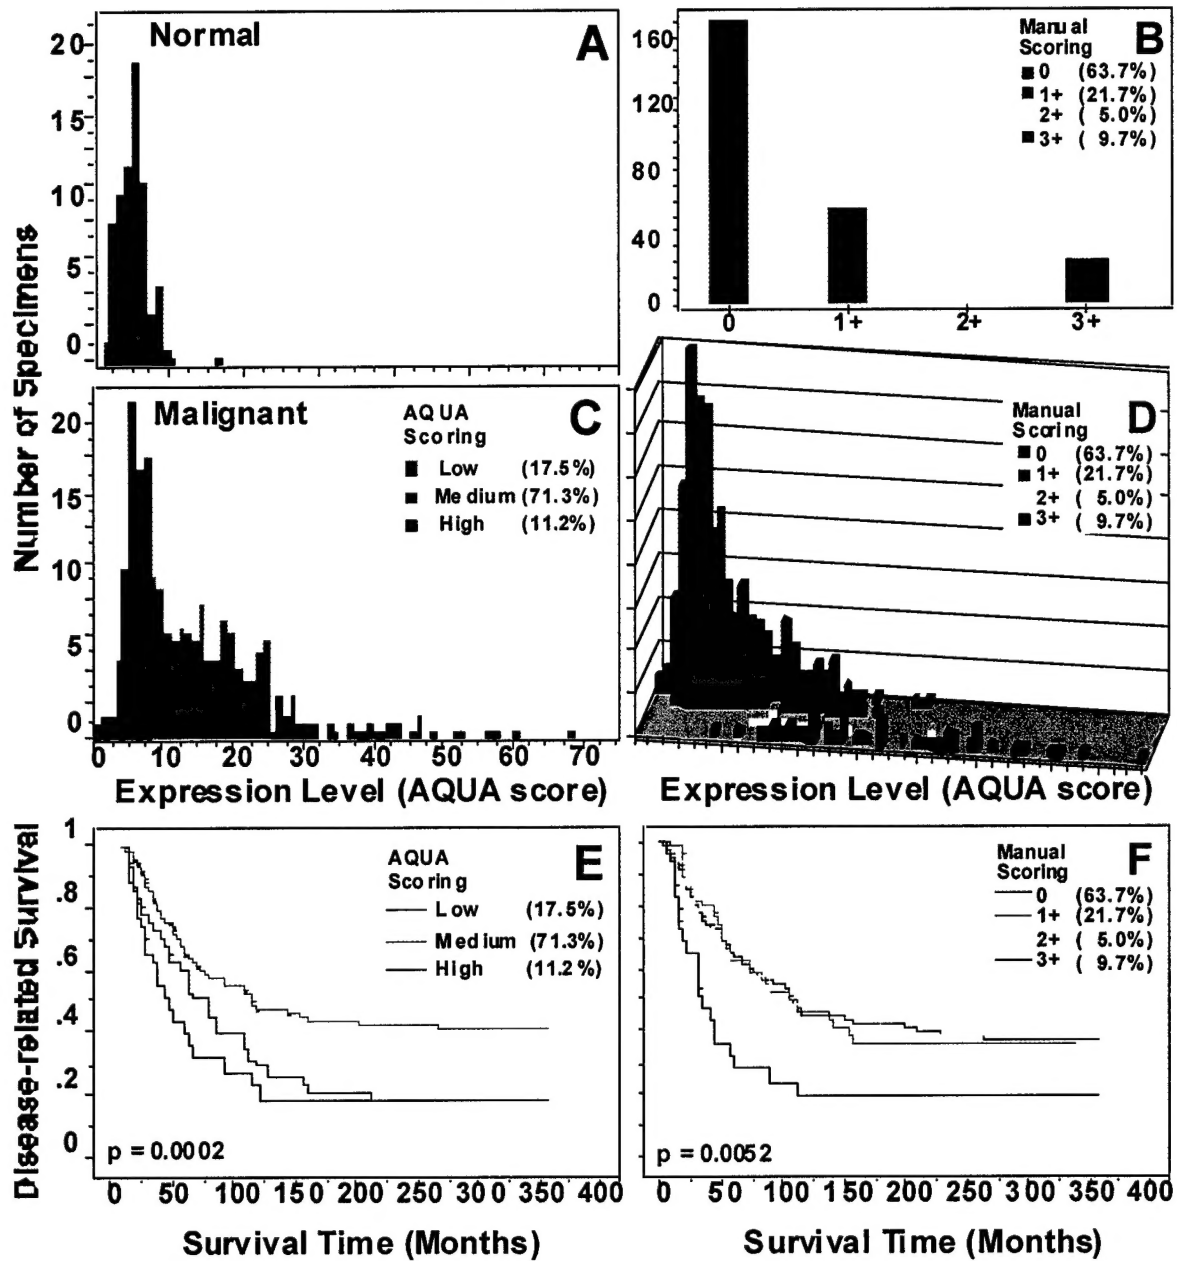 Number of Specimens
Normal
A
20
15
10
5
0
Manual
Scoring
B
0 (63.7%)
1+ (21.7%)
2+ ( 5.0%)
3+ ( 9.7%)
160
120
80
40
0
0 1+ 2+ 3+
Malignant
AQUA
Scoring
C
Low (17.5%)
Medium (71.3%)
High (11.2%)
20
15
10
5
0
0 10 20 30 40 50 60 70
Expression Level (AQUA score)
Manual
Scoring
D
0 (63.7%)
1+ (21.7%)
2+ ( 5.0%)
3+ ( 9.7%)
Expression Level (AQUA score)
Disease-related Survival
1
.8
.6
.4
.2
0
AQUA
Scoring
E
Low (17.5%)
Medium (71.3%)
High (11.2%)
p = 0.0002
0 50 100 150 200 250 300 350 400
Survival Time (Months)
Manual
Scoring
F
0 (63.7%)
1+ (21.7%)
2+ ( 5.0%)
3+ ( 9.7%)
p = 0.0052
0 50 100 150 200 250 300 350 400
Survival Time (Months)